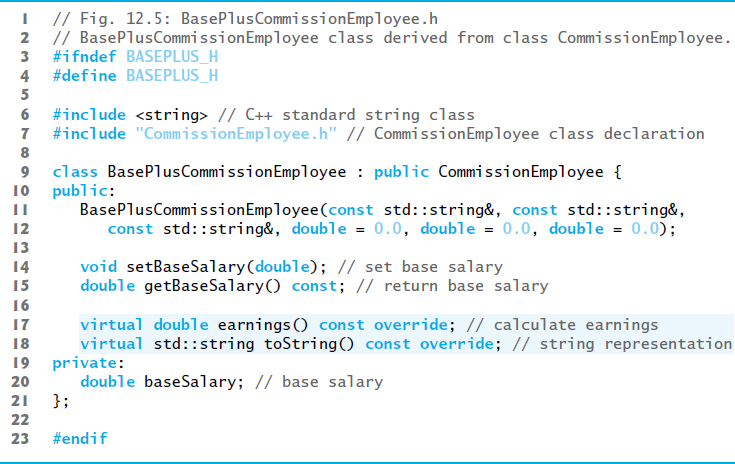 1 // Fig. 12.5: BasePlusCommissionEmployee.h
2 // BasePlusCommissionEmployee class derived from class CommissionEmployee.
3 #ifndef BASEPLUS_H
4 #define BASEPLUS_H
5
6 #include <string> // C++ standard string class
7 #include "CommissionEmployee.h" // CommissionEmployee class declaration
8
9 class BasePlusCommissionEmployee : public CommissionEmployee {
10 public:
11    BasePlusCommissionEmployee(const std::string&, const std::string&,
12       const std::string&, double = 0.0, double = 0.0, double = 0.0);
13
14    void setBaseSalary(double); // set base salary
15    double getBaseSalary() const; // return base salary
16
17    virtual double earnings() const override; // calculate earnings
18    virtual std::string toString() const override; // string representation
19 private:
20    double baseSalary; // base salary
21 };
22
23 #endif